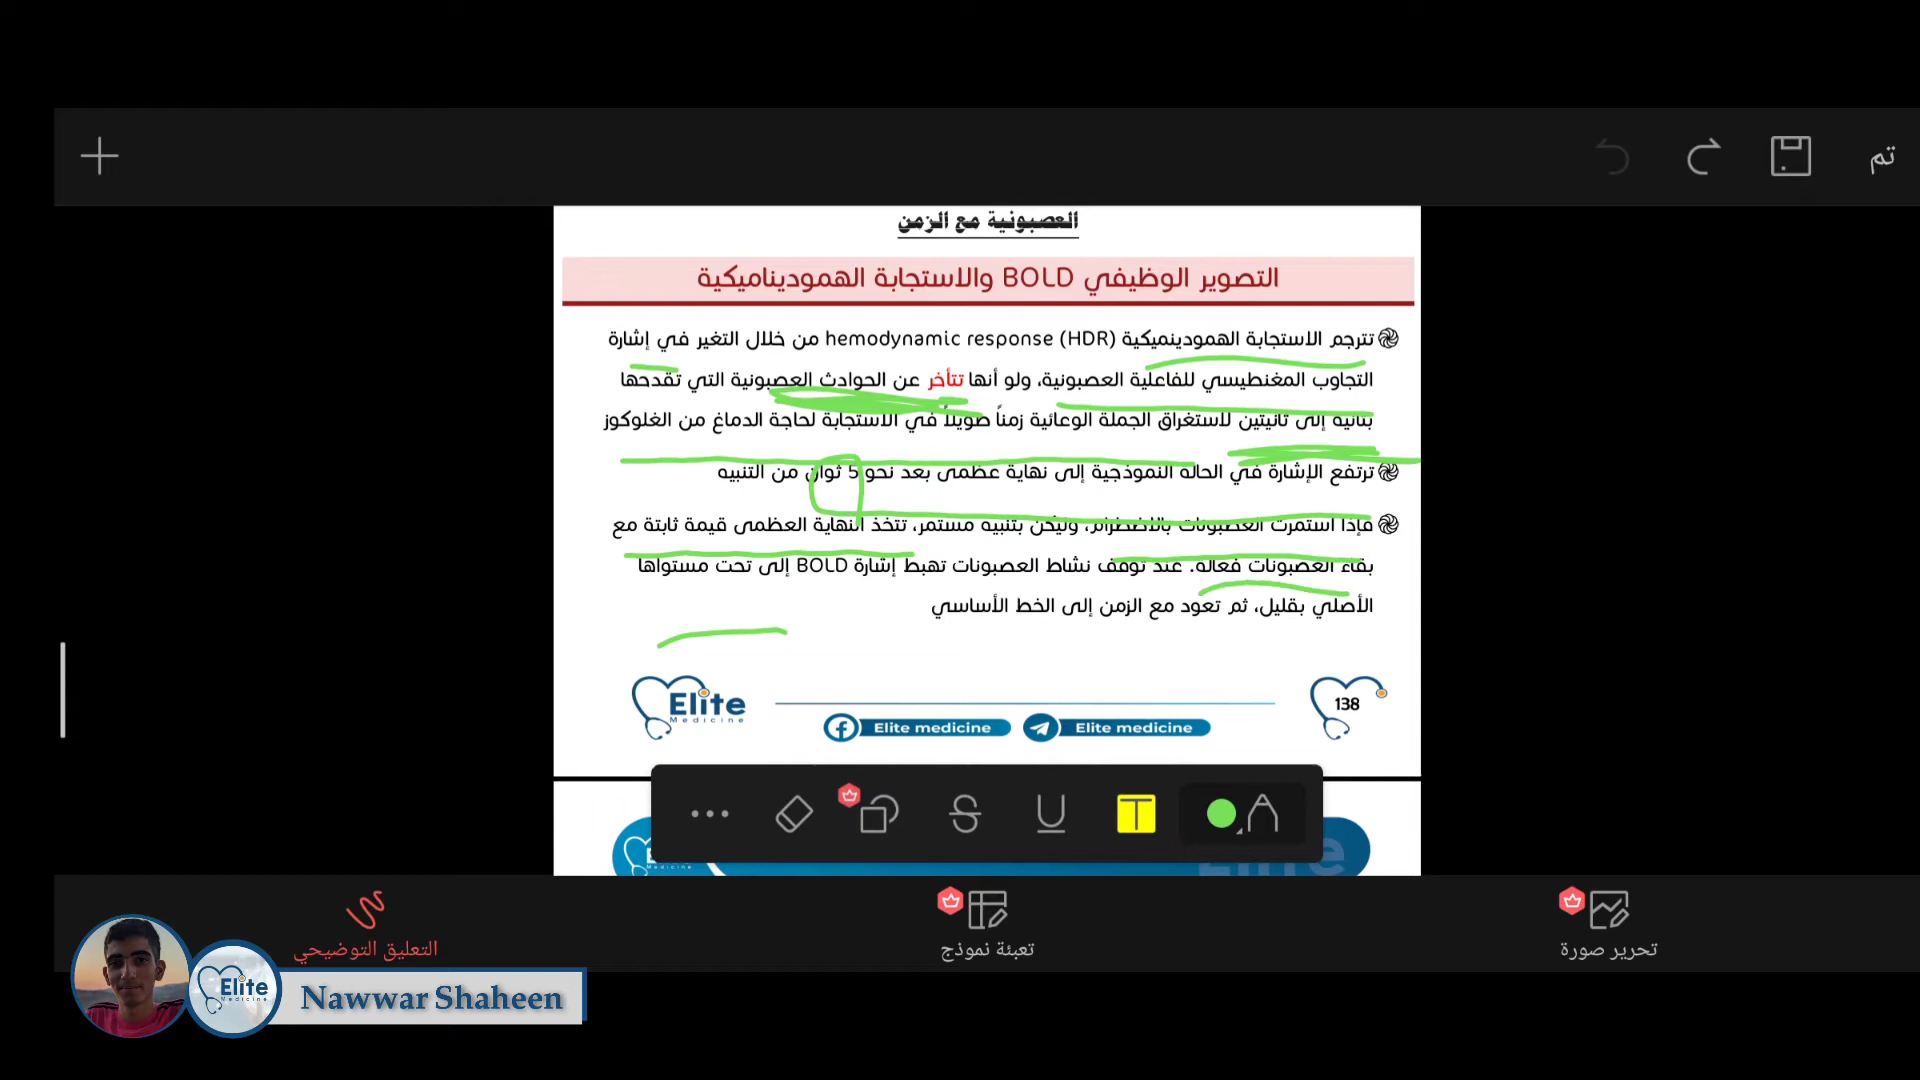 تم
العصبونية مع الزمن
التصوير الوظيفي BOLD والاستجابة الهموديناميكية
تترجم الاستجابة الهمودينميكية hemodynamic response (HDR) من خلال التغير في إشارة
التجاوب المغنطيسي للفاعلية العصبونية، ولو أنها تتأخر عن الحوادث العصبونية التي تقدحها
بثانية إلى ثانيتين لاستغراق الجملة الوعائية زمناً طويلاً في الاستجابة لحاجة الدماغ من الغلوكوز
ترتفع الإشارة في الحالة النموذجية إلى نهاية عظمى بعد نحو 5 ثوان من التنبيه
فإذا استمرت العصبونات بالاضطرام، وليكن بتنبيه مستمر، تتخذ النهاية العظمى قيمة ثابتة مع
بقاء العصبونات فعالة. عند توقف نشاط العصبونات تهبط إشارة BOLD إلى تحت مستواها
الأصلي بقليل، ثم تعود مع الزمن إلى الخط الأساسي
Elite
Medicine
Elite medicine
Elite medicine
138
التعليق التوضيحي
تعبئة نموذج
تحرير صورة
Elite
Medicine
Nawwar Shaheen